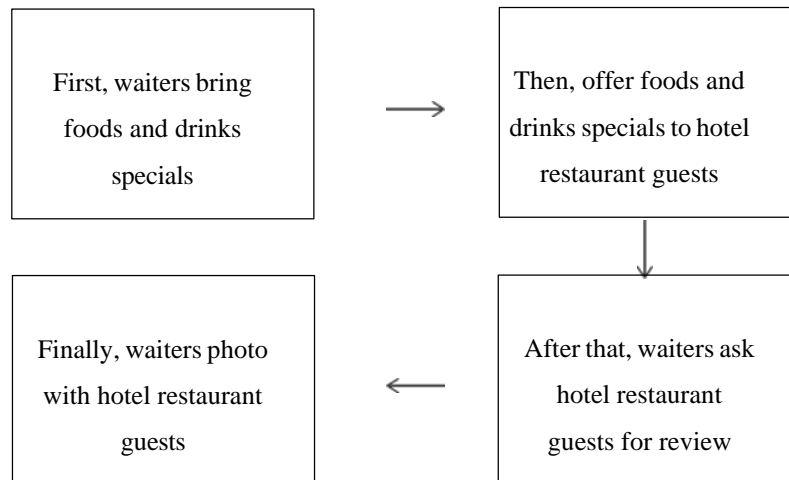 First, waiters bring
foods and drinks
specials
Then, offer foods and
drinks specials to hotel
restaurant guests
After that, waiters ask
hotel restaurant
guests for review
Finally, waiters photo
with hotel restaurant
guests